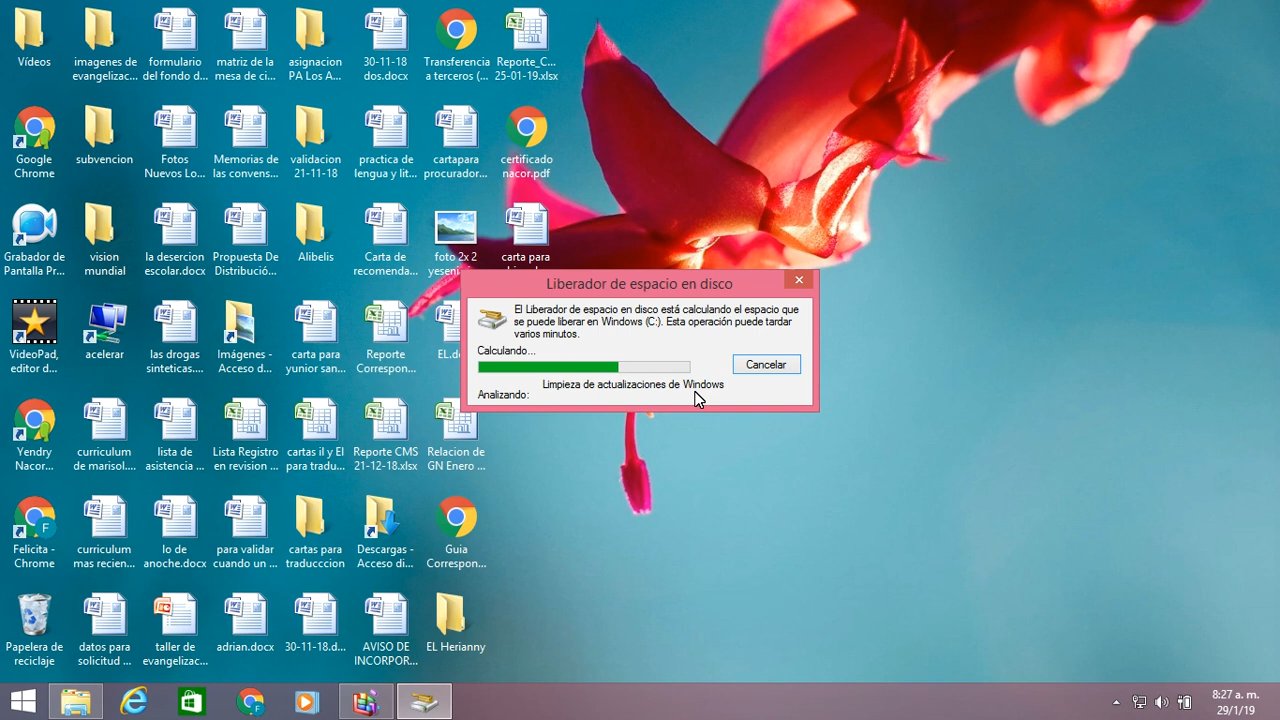 Vídeos
imagenes de
evangelizac...
formulario
del fondo d...
matriz de la
mesa de ci...
asignacion
PA Los A...
30-11-18
dos.docx
Transferencia
a terceros (...
Reporte_C...
25-01-19.xlsx
Google
Chrome
subvencion
Fotos
Nuevos Lo...
Memorias de
las convens...
validacion
21-11-18
practica de
lengua y lit...
cartapara
procurador...
certificado
nacor.pdf
Grabador de
Pantalla Pr...
vision
mundial
la desercion
escolar.docx
Propuesta De
Distribució...
Alibelis
Carta de
recomenda...
foto 2x 2
carta para
VideoPad,
editor d...
acelerar
las drogas
sinteticas....
Imágenes -
Acceso d...
carta para
yunior san...
Reporte
Correspon...
Liberador de espacio en disco
El Liberador de espacio en disco está calculando el espacio que
se puede liberar en Windows (C:). Esta operación puede tardar
varios minutos.
Calculando...
Cancelar
Limpieza de actualizaciones de Windows
Analizando:
Yendry
Nacor...
curriculum
de marisol....
lista de
asistencia ...
Lista Registro
en revision ...
cartas il y El
para tradu...
Reporte CMS
21-12-18.xlsx
Relacion de
GN Enero ...
Felicita -
Chrome
curriculum
mas recien...
lo de
anoche.docx
para validar
cuando un ...
cartas para
traducccion
Descargas -
Acceso di...
Guia
Correspon...
Papelera de
reciclaje
datos para
solicitud ...
taller de
evangelizac...
adrian.docx
30-11-18.d...
AVISO DE
INCORPOR...
EL Herianny
8:27 a. m.
29/1/19